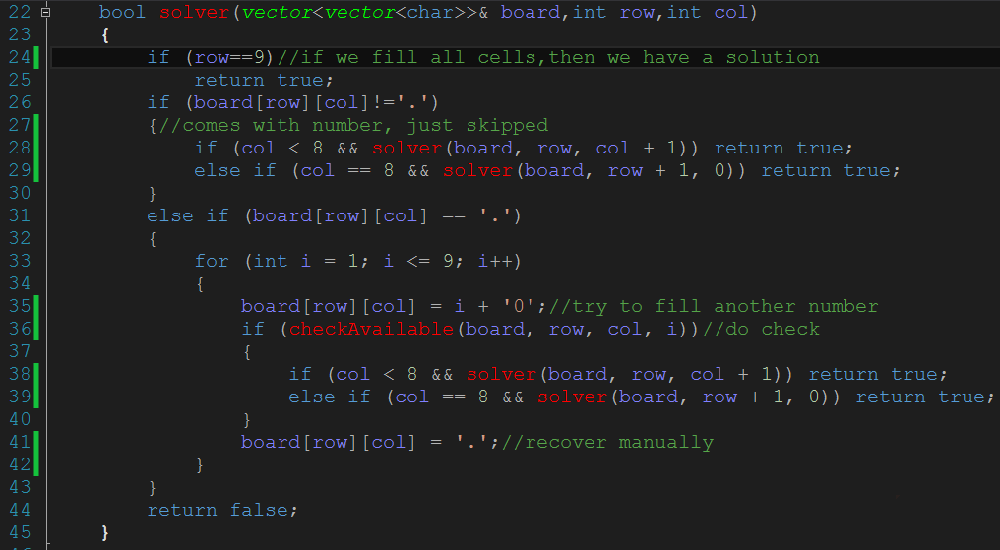 22 bool solver(vector<vector<char>>& board,int row,int col)
23 {
24 if (row==9)//if we fill all cells,then we have a solution
25 return true;
26 if (board[row][col]!='.')
27 {//comes with number, just skipped
28 if (col < 8 && solver(board, row, col + 1)) return true;
29 else if (col == 8 && solver(board, row + 1, 0)) return true;
30 }
31 else if (board[row][col] == '.')
32 {
33 for (int i = 1; i <= 9; i++)
34 {
35 board[row][col] = i + '0';//try to fill another number
36 if (checkAvailable(board, row, col, i))//do check
37 {
38 if (col < 8 && solver(board, row, col + 1)) return true;
39 else if (col == 8 && solver(board, row + 1, 0)) return true;
40 }
41 board[row][col] = '.';//recover manually
42 }
43 }
44 return false;
45 }